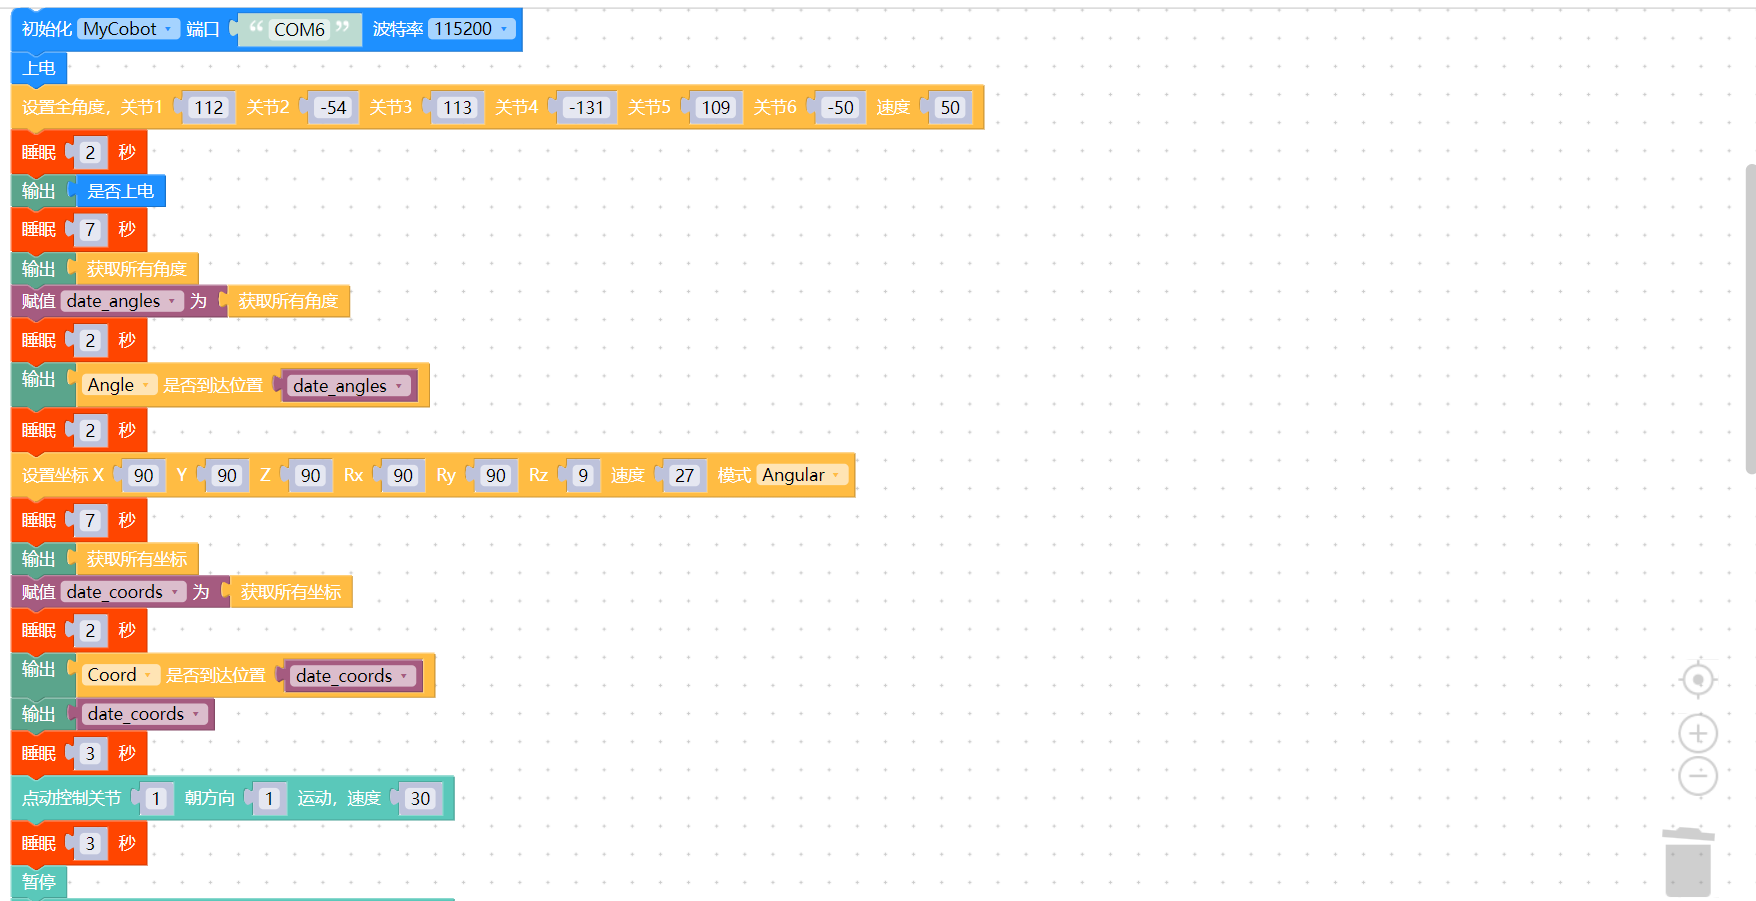 初始化 MyCobot 端口 “ COM6 ” 波特率 115200
上电
设置全角度，关节1 112 关节2 -54 关节3 113 关节4 -131 关节5 109 关节6 -50 速度 50
睡眠 2 秒
输出 是否上电
睡眠 7 秒
输出 获取所有角度
赋值 date_angles 为 获取所有角度
睡眠 2 秒
输出 Angle 是否到达位置 date_angles
睡眠 2 秒
设置坐标 X 90 Y 90 Z 90 Rx 90 Ry 90 Rz 9 速度 27 模式 Angular
睡眠 7 秒
输出 获取所有坐标
赋值 date_coords 为 获取所有坐标
睡眠 2 秒
输出 Coord 是否到达位置 date_coords
输出 date_coords
睡眠 3 秒
点动控制关节 1 朝方向 1 运动，速度 30
睡眠 3 秒
暂停